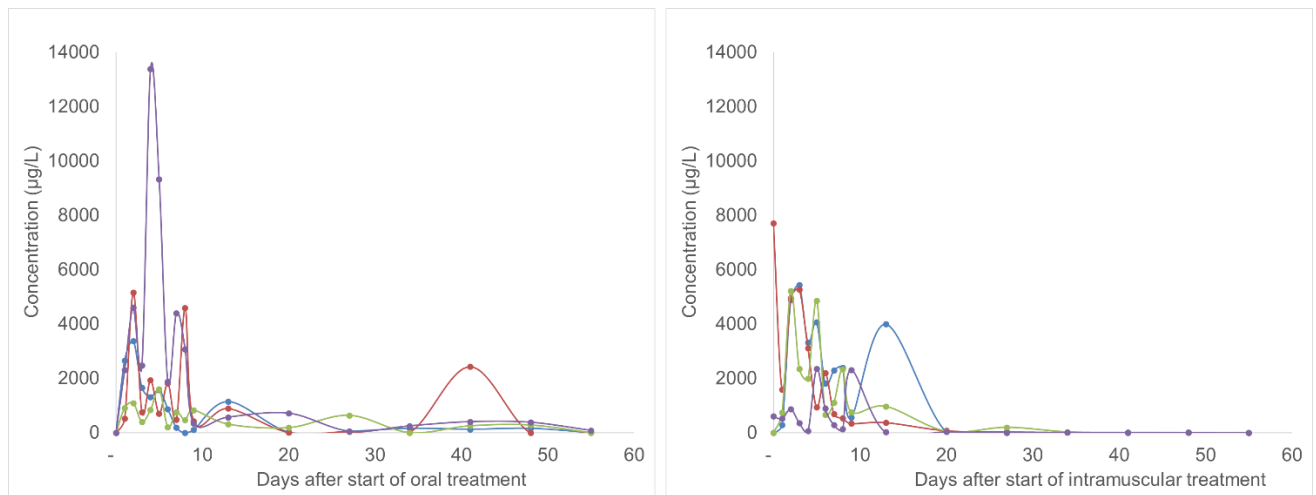 14000
12000
10000
8000
6000
4000
2000
0
Concentration (µg/L)
- 10 20 30 40 50 60
Days after start of oral treatment
14000
12000
10000
8000
6000
4000
2000
0
Concentration (µg/L)
- 10 20 30 40 50 60
Days after start of intramuscular treatment